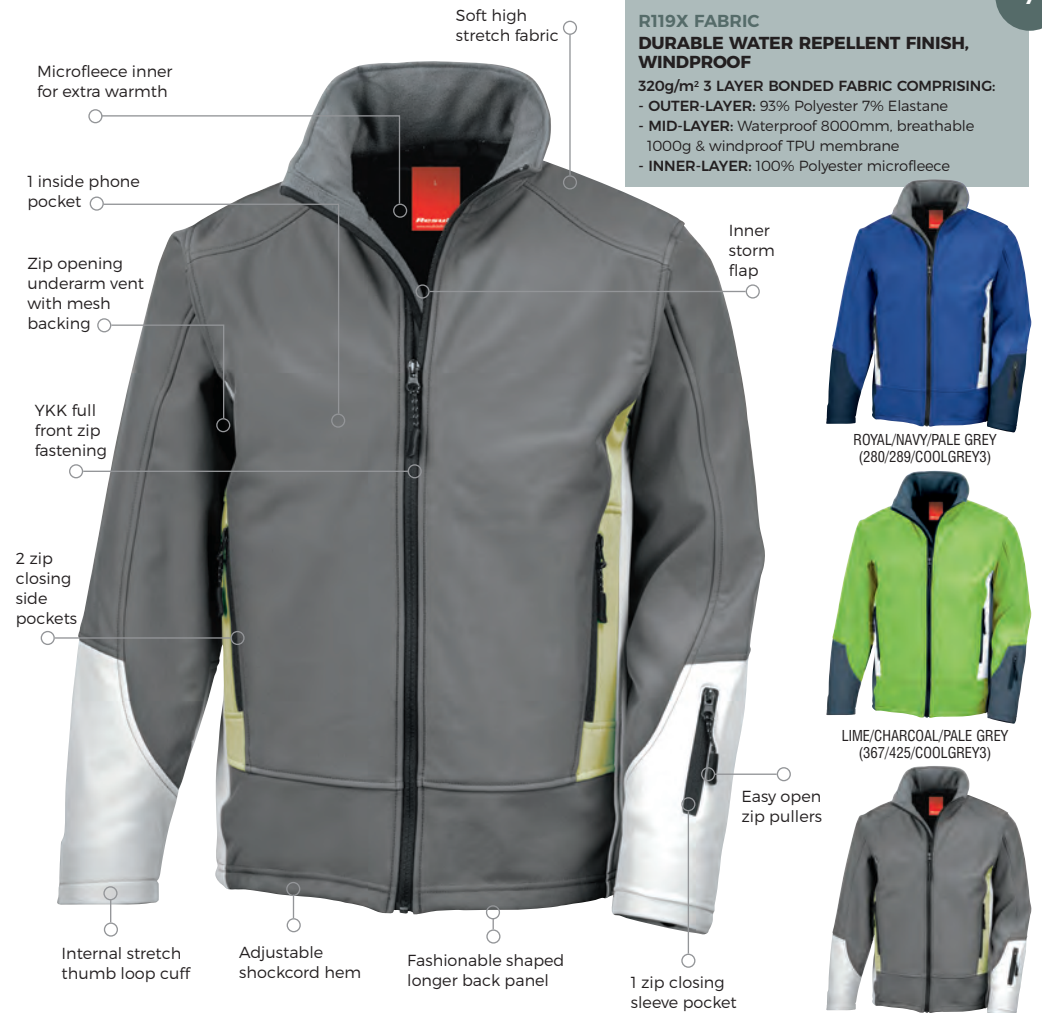 Soft high
stretch fabric
R119X FABRIC
DURABLE WATER REPELLENT FINISH,
WINDPROOF
320g/m² 3 LAYER BONDED FABRIC COMPRISING:
- OUTER-LAYER: 93% Polyester 7% Elastane
- MID-LAYER: Waterproof 8000mm, breathable
1000g & windproof TPU membrane
- INNER-LAYER: 100% Polyester microfleece
Microfleece inner
for extra warmth
1 inside phone
pocket
Zip opening
underarm vent
with mesh
backing
YKK full
front zip
fastening
2 zip
closing
side
pockets
Inner
storm
flap
L
ROYAL/NAVY/PALE GREY
(280/289/COOLGREY3)
LIME/CHARCOAL/PALE GREY
(367/425/COOLGREY3)
Easy open
zip pullers
Internal stretch
thumb loop cuff
Adjustable
shockcord hem
Fashionable shaped
longer back panel
1 zip closing
sleeve pocket